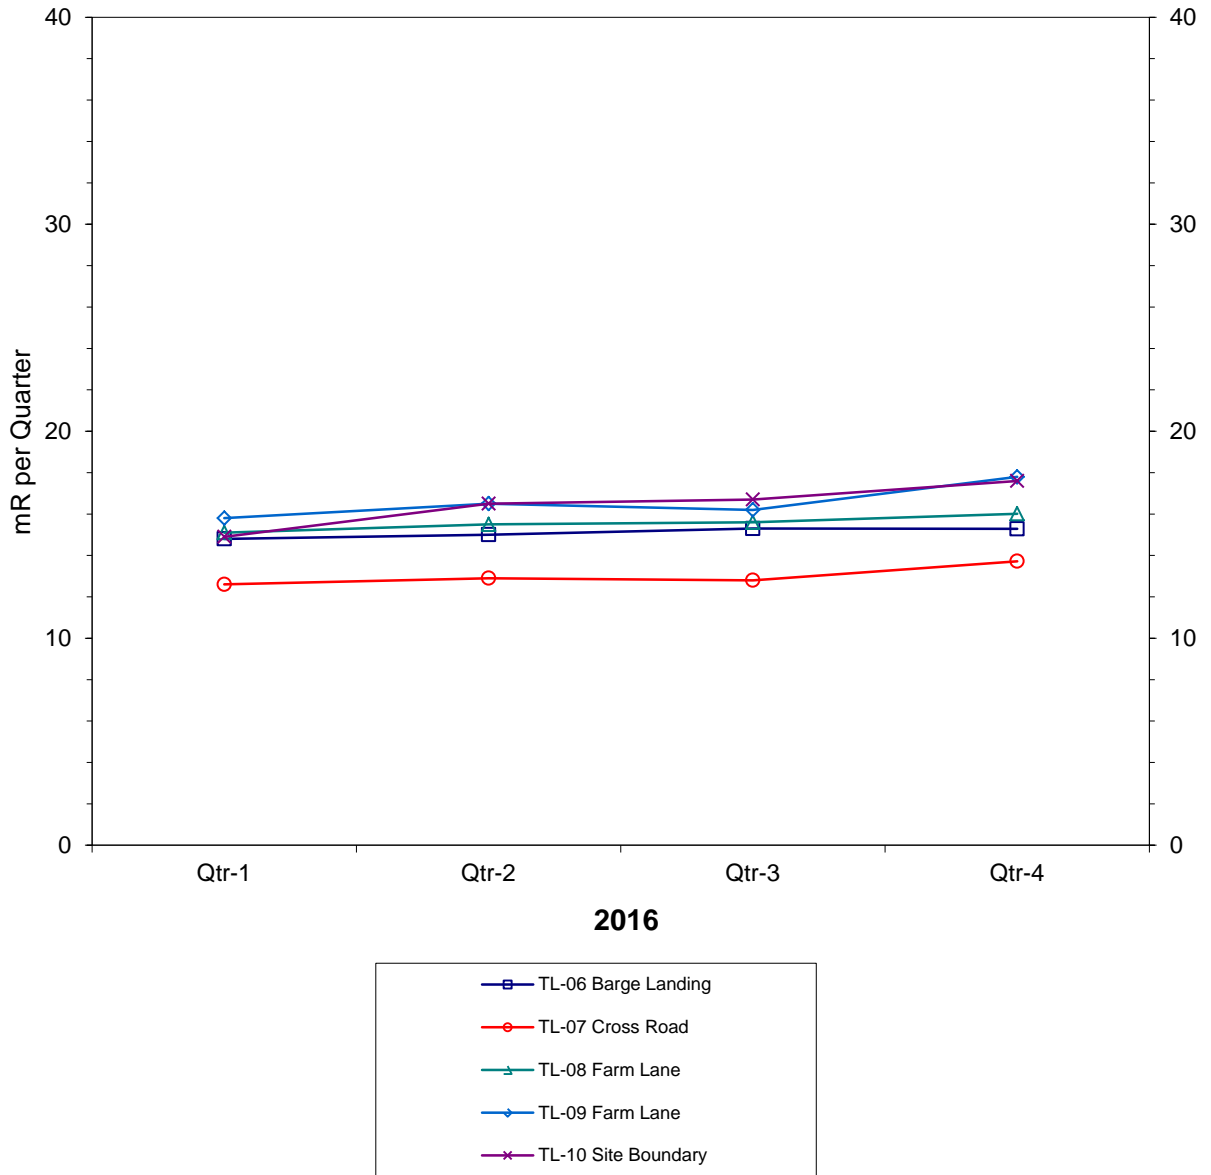 40 40
30 30
mR per Quarter
20 20
10 10
0 0
Qtr-1 Qtr-2 Qtr-3 Qtr-4
2016
TL-06 Barge Landing
TL-07 Cross Road
TL-08 Farm Lane
TL-09 Farm Lane
TL-10 Site Boundary